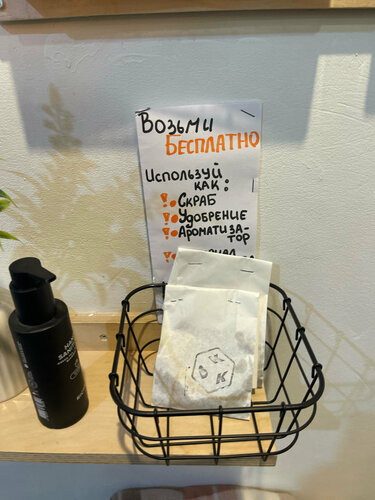 Возьми
Бесплатно
Используй
как:
Скраб
Удобрение
Ароматиза-
тор